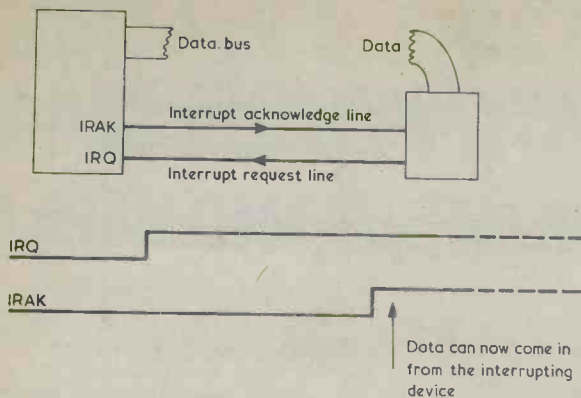 Data bus
Data
Interrupt acknowledge line
IRAK
IRQ
Interrupt request line
IRQ
IRAK
Data can now come in
from the interrupting
device